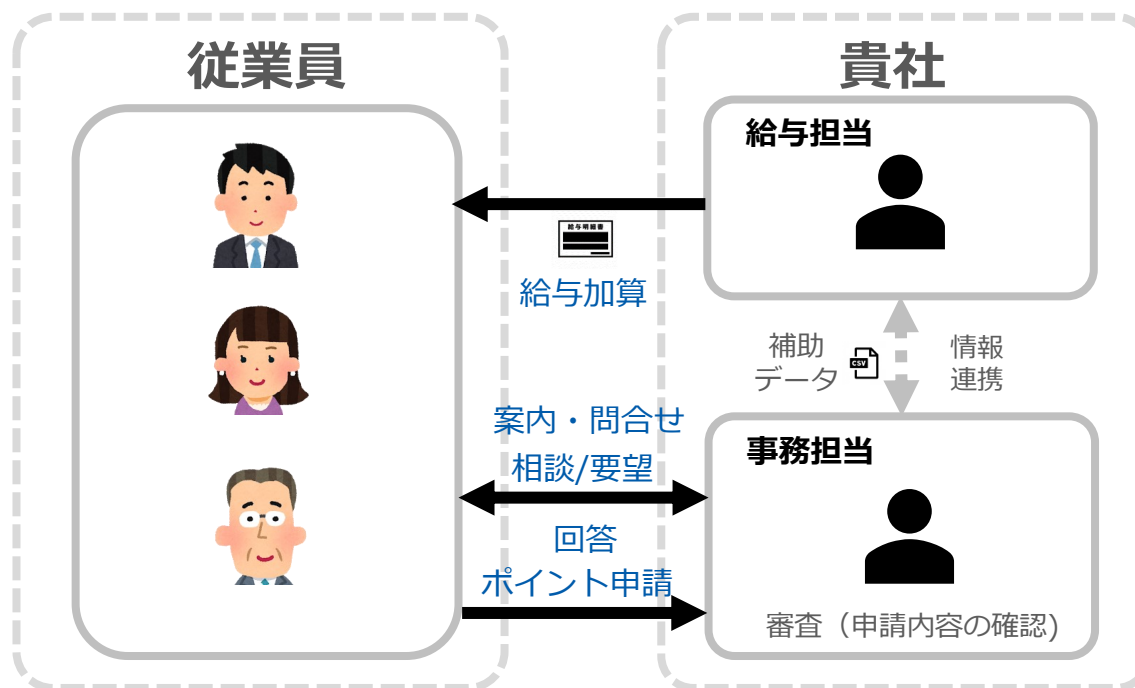 従業員
貴社
給与担当
給与明細書
給与加算
補助
データ
CSV
情報
連携
案内・問合せ
相談/要望
事務担当
回答
ポイント申請
審査（申請内容の確認)